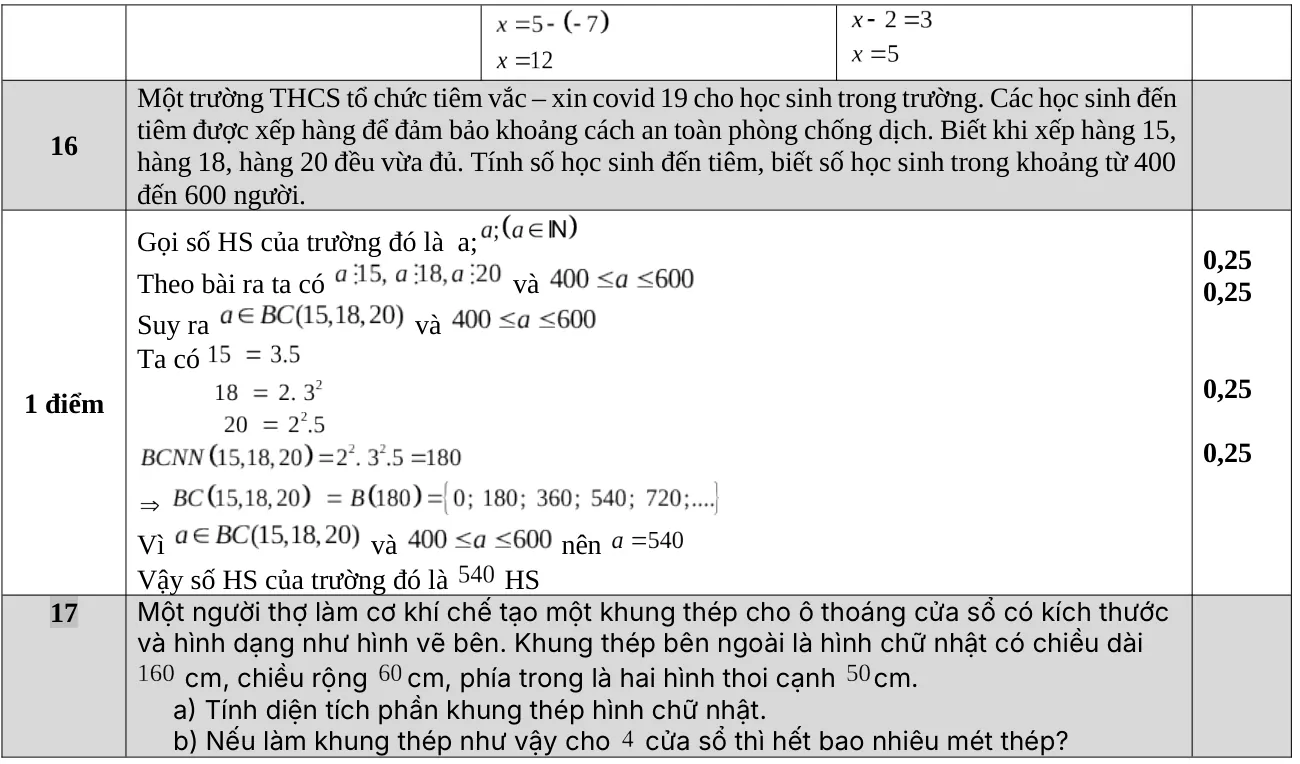 x = 5 - (- 7)
x = 12
x - 2 = 3
x = 5
16
Một trường THCS tổ chức tiêm vắc – xin covid 19 cho học sinh trong trường. Các học sinh đến
tiêm được xếp hàng để đảm bảo khoảng cách an toàn phòng chống dịch. Biết khi xếp hàng 15,
hàng 18, hàng 20 đều vừa đủ. Tính số học sinh đến tiêm, biết số học sinh trong khoảng từ 400
đến 600 người.
1 điểm
Gọi số HS của trường đó là a; a; (a ∈ ℕ)
Theo bài ra ta có a⋮15, a⋮18, a⋮20 và 400 ≤ a ≤ 600
Suy ra a ∈ BC(15,18,20) và 400 ≤ a ≤ 600
Ta có 15 = 3.5
18 = 2. 3²
20 = 2².5
BCNN(15,18,20) = 2². 3².5 = 180
⇒ BC(15,18,20) = B(180) = {0; 180; 360; 540; 720;....}
Vì a ∈ BC(15,18,20) và 400 ≤ a ≤ 600 nên a = 540
Vậy số HS của trường đó là 540 HS
0,25
0,25
0,25
0,25
17
Một người thợ làm cơ khí chế tạo một khung thép cho ô thoáng cửa sổ có kích thước
và hình dạng như hình vẽ bên. Khung thép bên ngoài là hình chữ nhật có chiều dài
160 cm, chiều rộng 60 cm, phía trong là hai hình thoi cạnh 50 cm.
a) Tính diện tích phần khung thép hình chữ nhật.
b) Nếu làm khung thép như vậy cho 4 cửa sổ thì hết bao nhiêu mét thép?